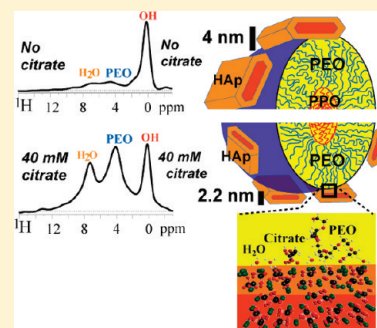 No citrate
OH
No citrate
H₂O
PEO
¹H 12 8 4 0 ppm
40 mM citrate
H₂O
PEO
OH
40 mM citrate
¹H 12 8 4 0 ppm
4 nm
HAp
PEO
PPO
HAp
PEO
2.2 nm
H₂O
Citrate
PEO